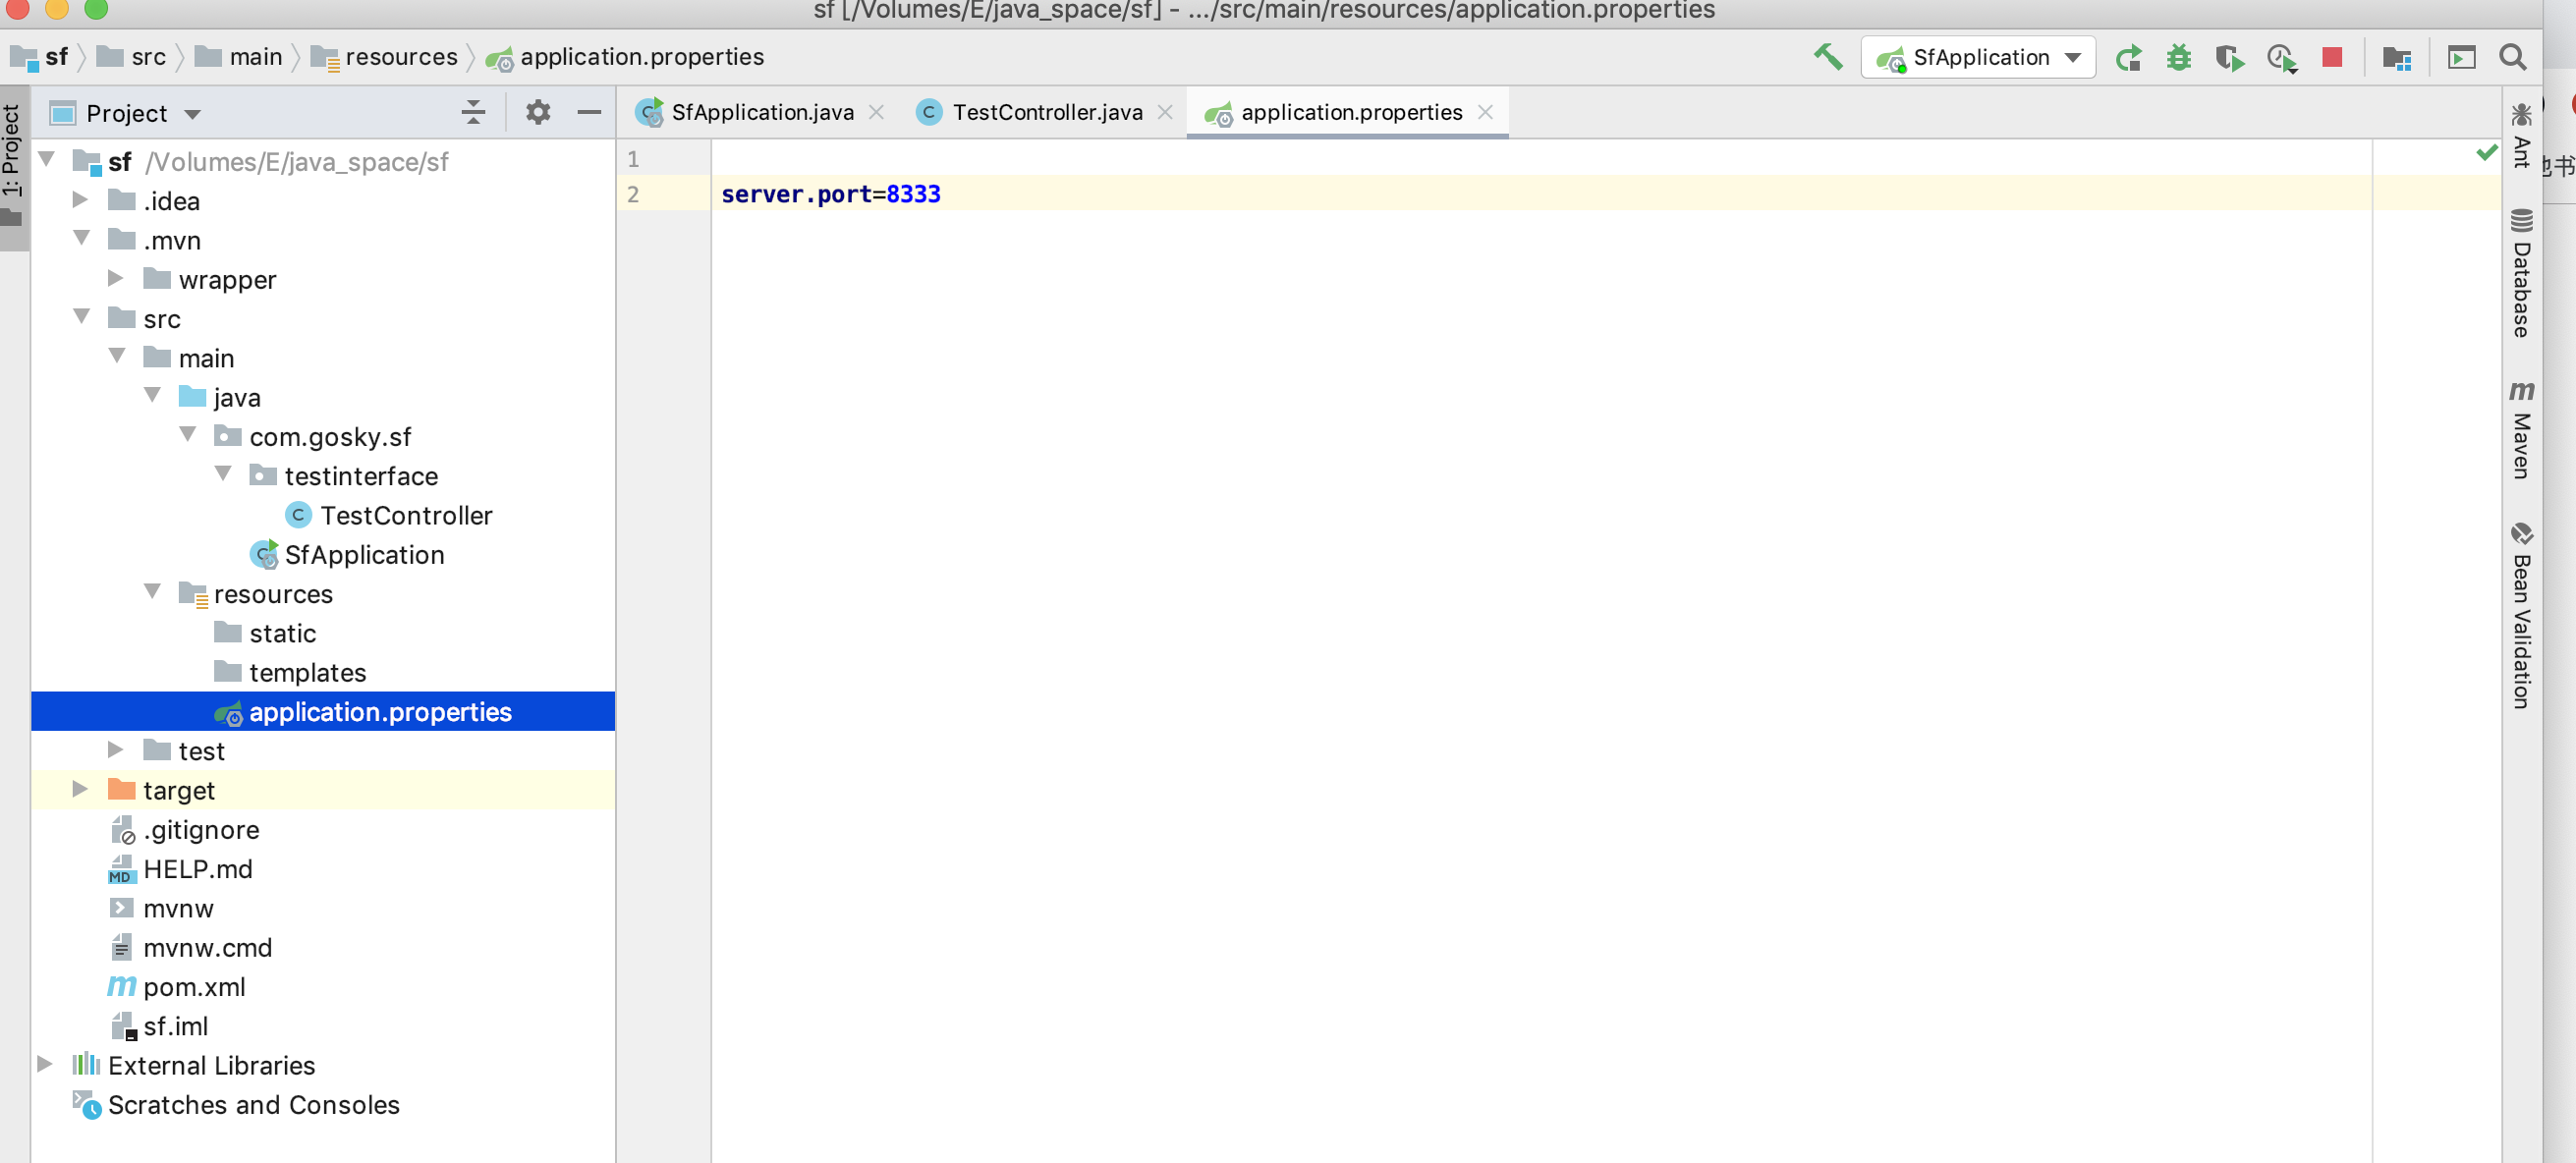 sf [/Volumes/E/java_space/sf] - .../src/main/resources/application.properties
sf src main resources application.properties
SfApplication
1: Project
Project
SfApplication.java
TestController.java
application.properties
sf /Volumes/E/java_space/sf
.idea
.mvn
wrapper
src
main
java
com.gosky.sf
testinterface
TestController
SfApplication
resources
static
templates
application.properties
test
target
.gitignore
HELP.md
mvnw
mvnw.cmd
pom.xml
sf.iml
External Libraries
Scratches and Consoles
1
2 server.port=8333
Ant
Database
Maven
Bean Validation
书